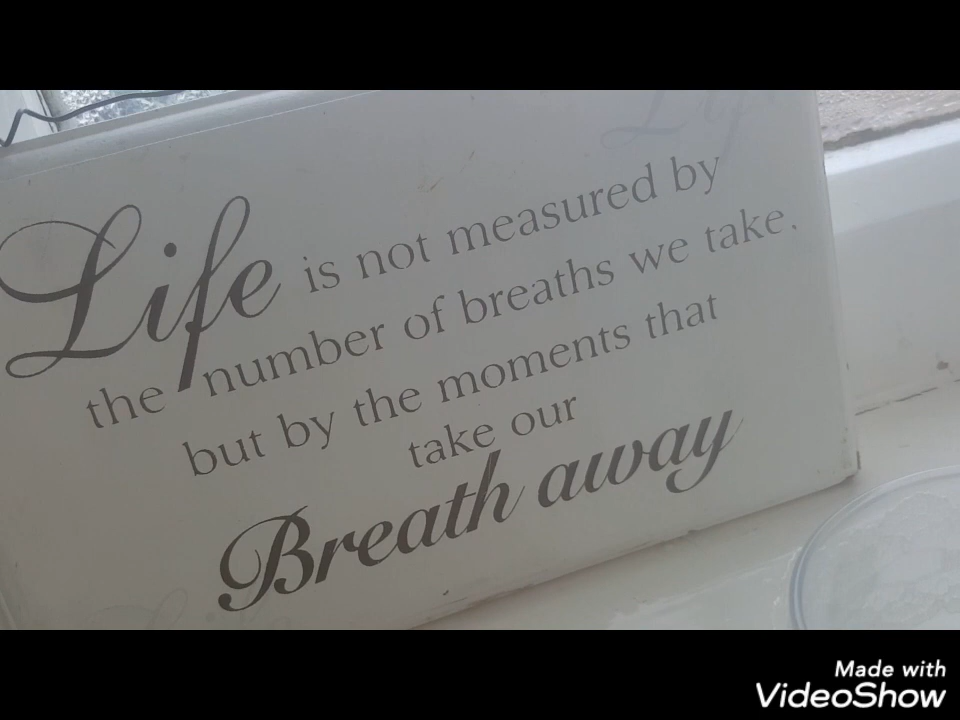 Life
Life is not measured by
the number of breaths we take,
but by the moments that
take our
Breath away
Made with
VideoShow